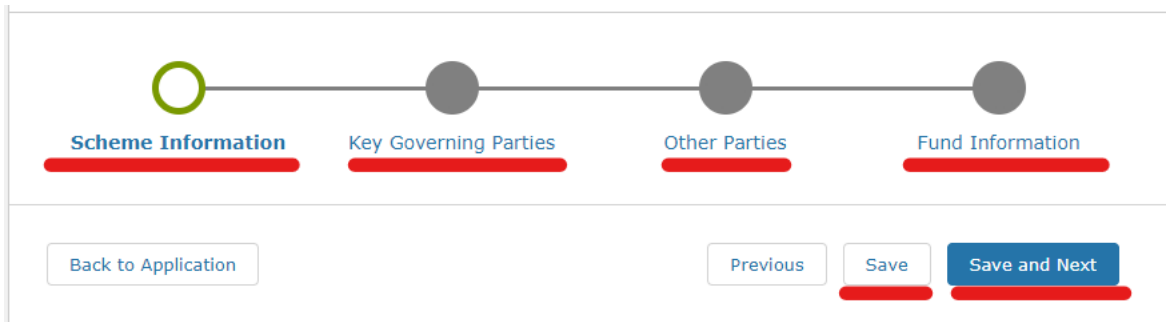 Scheme Information Key Governing Parties Other Parties Fund Information
Back to Application Previous Save Save and Next